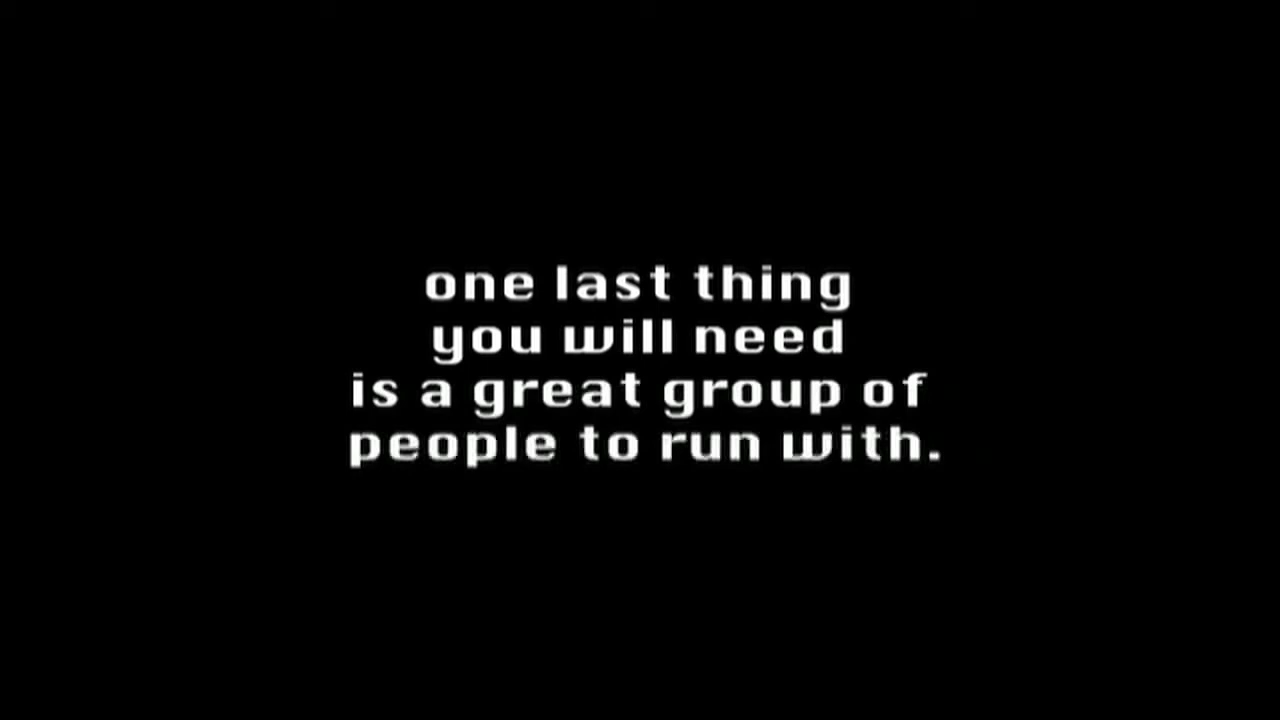 one last thing
you will need
is a great group of
people to run with.